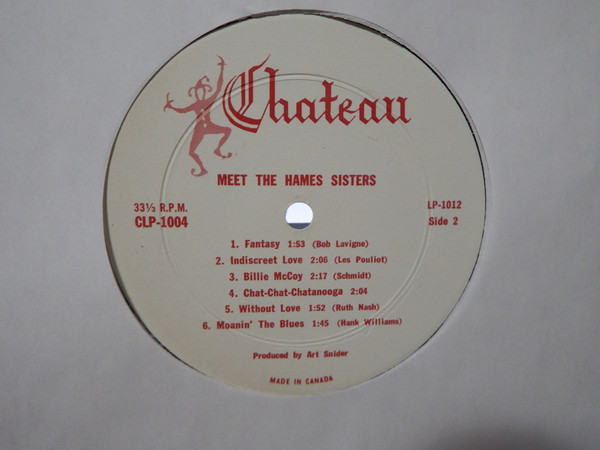 Chateau
MEET THE HAMES SISTERS
33⅓ R.P.M.
CLP-1004
LP-1012
Side 2
1. Fantasy 1:53 (Bob Lavigne)
2. Indiscreet Love 2:06 (Les Pouliot)
3. Billie McCoy 2:17 (Schmidt)
4. Chat-Chat-Chatanooga 2:04
5. Without Love 1:52 (Ruth Nash)
6. Moanin' The Blues 1:45 (Hank Williams)
Produced by Art Snider
MADE IN CANADA